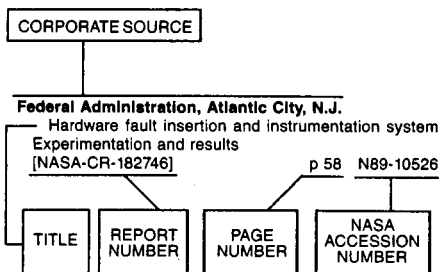 CORPORATE SOURCE
Federal Administration, Atlantic City, N.J.
Hardware fault insertion and instrumentation system
Experimentation and results
[NASA-CR-182746] p 58 N89-10526
TITLE
REPORT NUMBER
PAGE NUMBER
NASA ACCESSION NUMBER